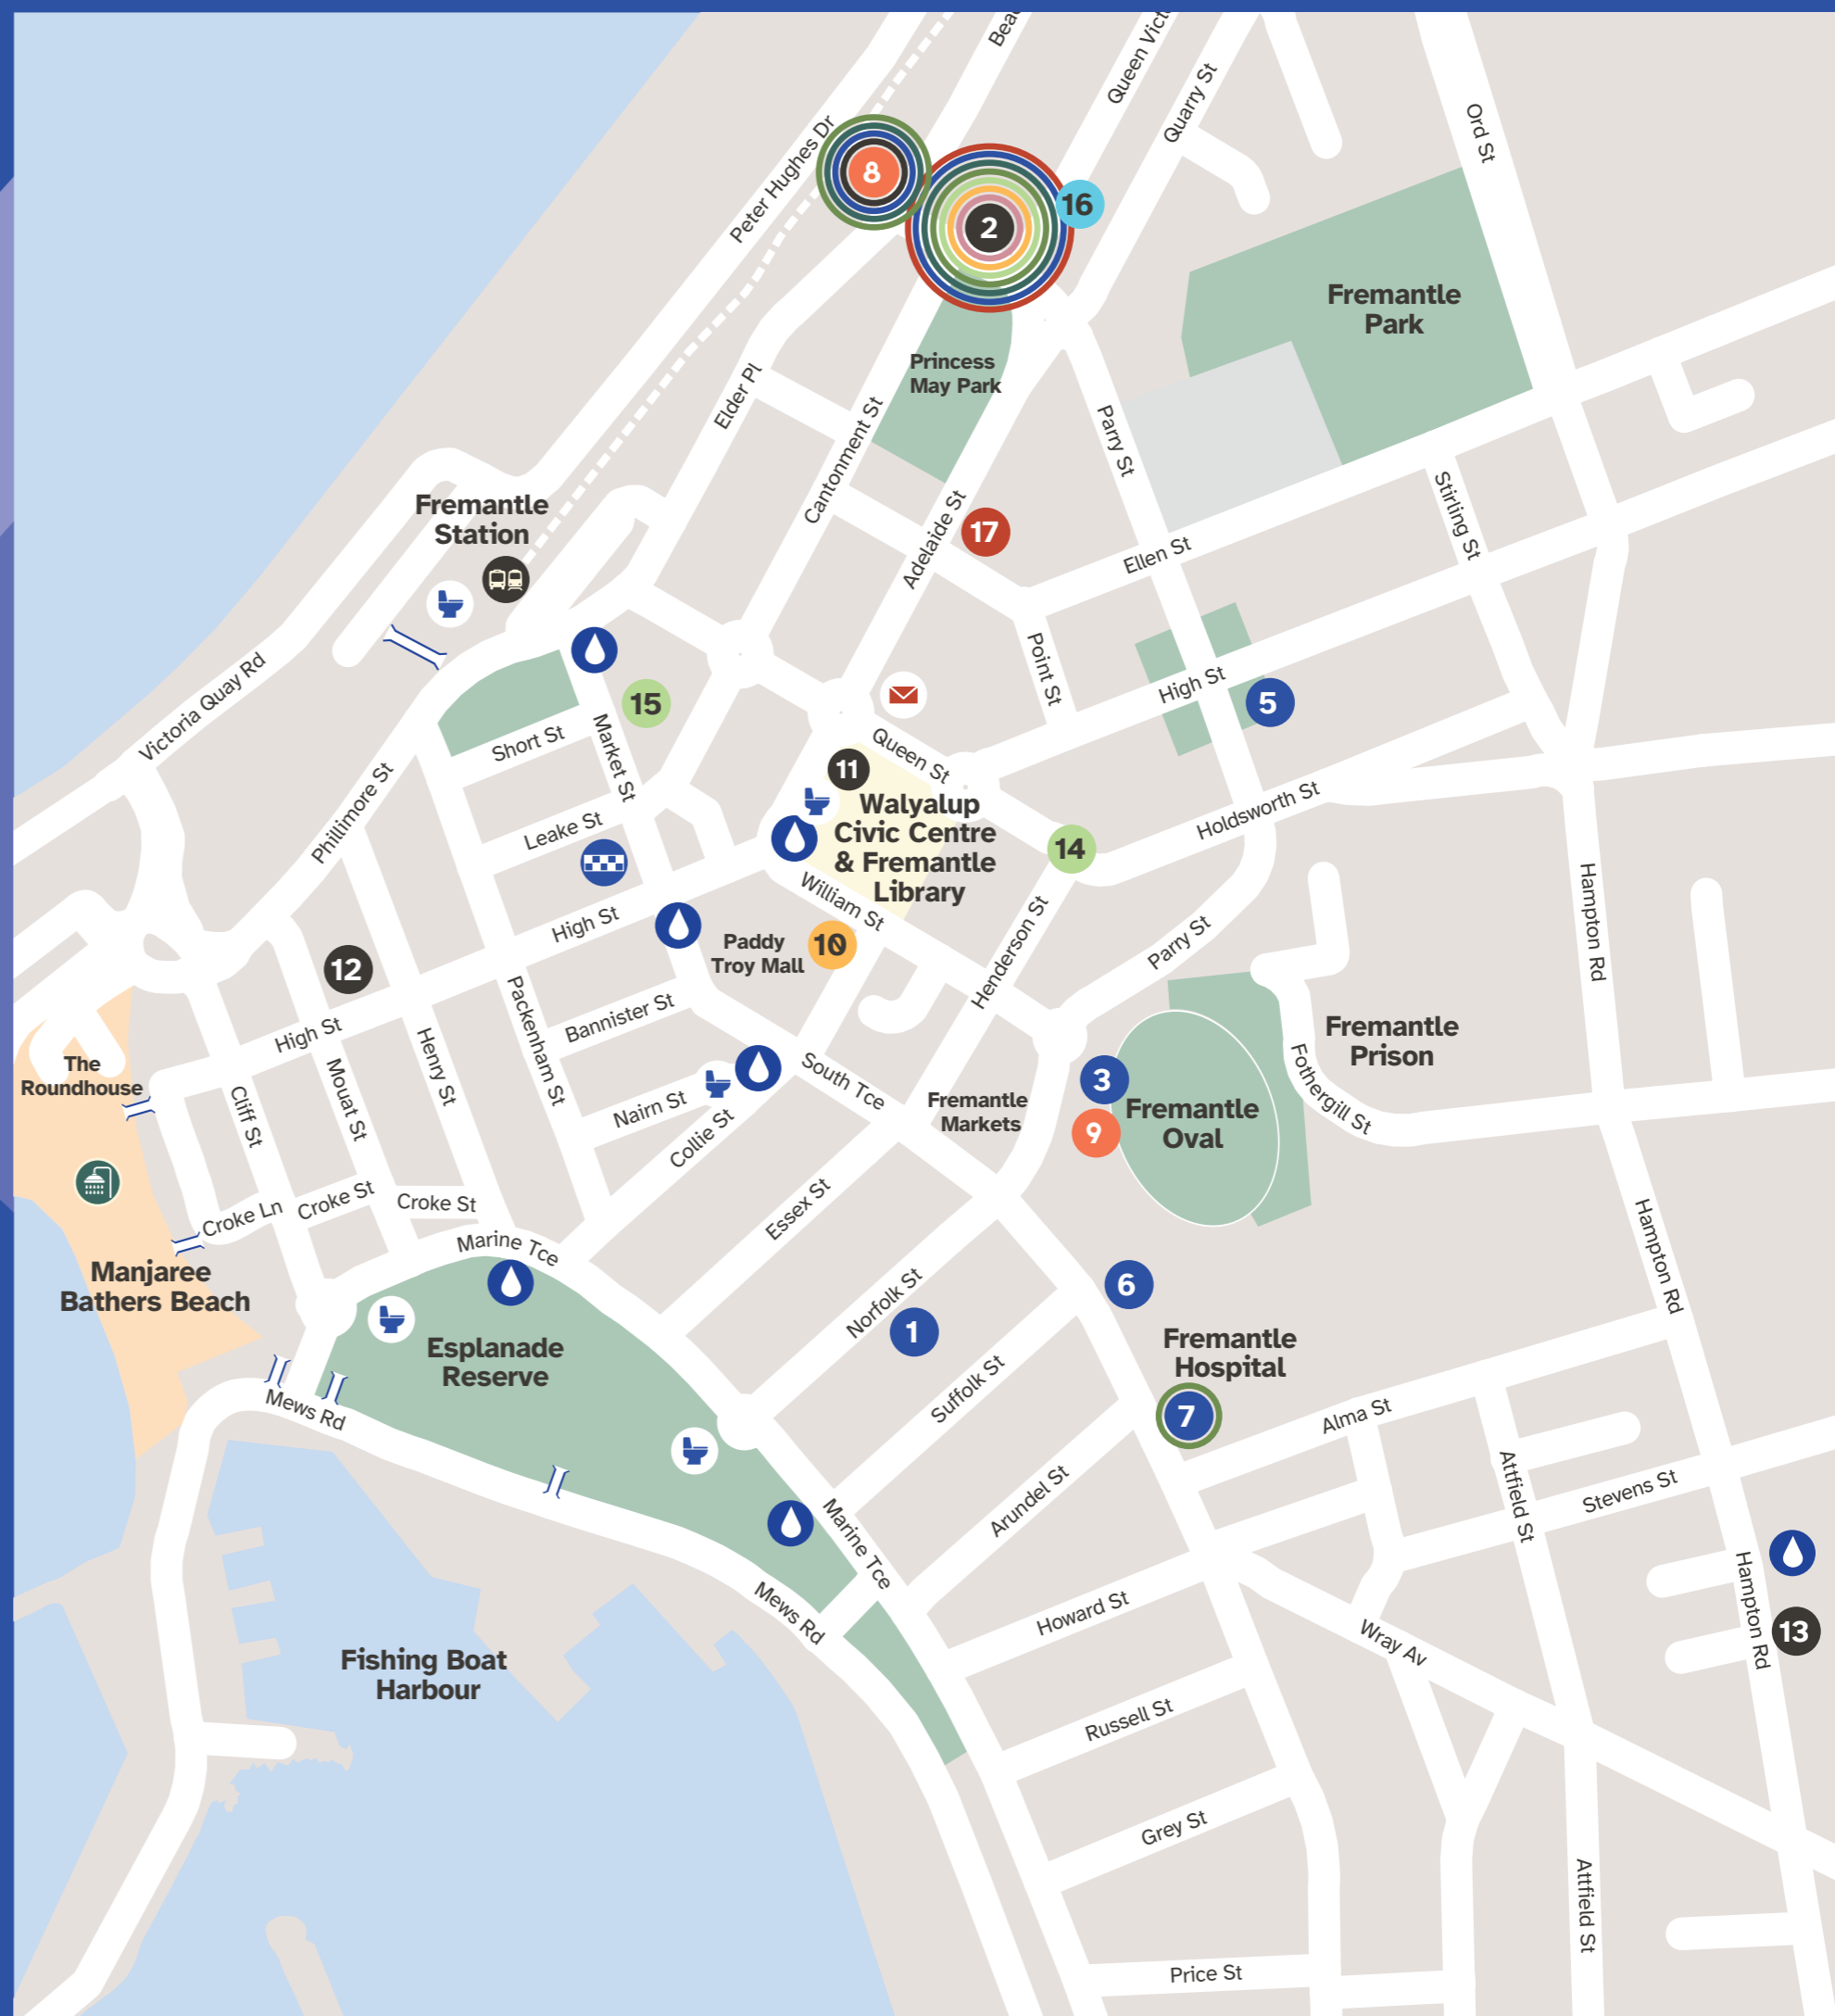 Beac
Queen Victo
Quarry St
Ord St
Peter Hughes Dr
8
2
16
Fremantle
Park
Princess
May Park
Elder Pl
Cantonment St
Parry St
Adelaide St
17
Stirling St
Ellen St
Fremantle
Station
Point St
High St
5
15
Victoria Quay Rd
Short St
Market St
Queen St
11
Walyalup
Civic Centre
& Fremantle
Library
Holdsworth St
14
Phillimore St
Leake St
William St
High St
Paddy
Troy Mall
10
Henderson St
Parry St
Hampton Rd
12
Packenham St
Bannister St
High St
Henry St
Mouat St
Cliff St
The
Roundhouse
South Tce
Nairn St
Collie St
Fremantle
Markets
3
9
Fremantle
Oval
Fremantle
Prison
Fothergill St
Croke Ln
Croke St
Croke St
Essex St
Marine Tce
Manjaree
Bathers Beach
Hampton Rd
Norfolk St
1
6
Esplanade
Reserve
Fremantle
Hospital
7
Suffolk St
Mews Rd
Alma St
Arundel St
Attfield St
Stevens St
Marine Tce
Mews Rd
Howard St
Wray Av
Hampton Rd
13
Fishing Boat
Harbour
Russell St
Grey St
Attfield St
Price St